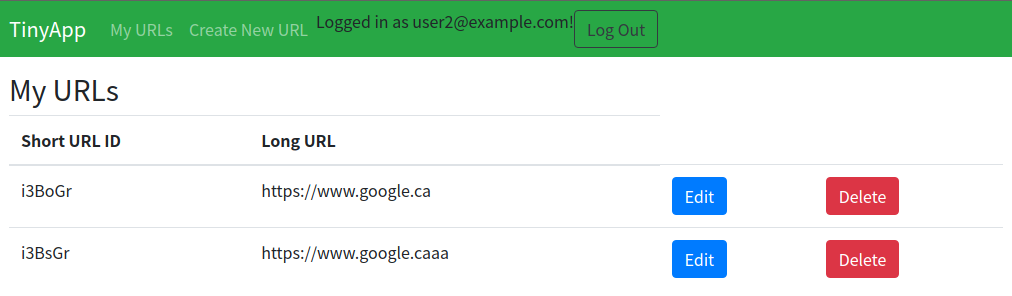 TinyApp My URLs Create New URL Logged in as user2@example.com! Log Out
My URLs
Short URL ID Long URL
i3BoGr https://www.google.ca Edit Delete
i3BsGr https://www.google.caaa Edit Delete